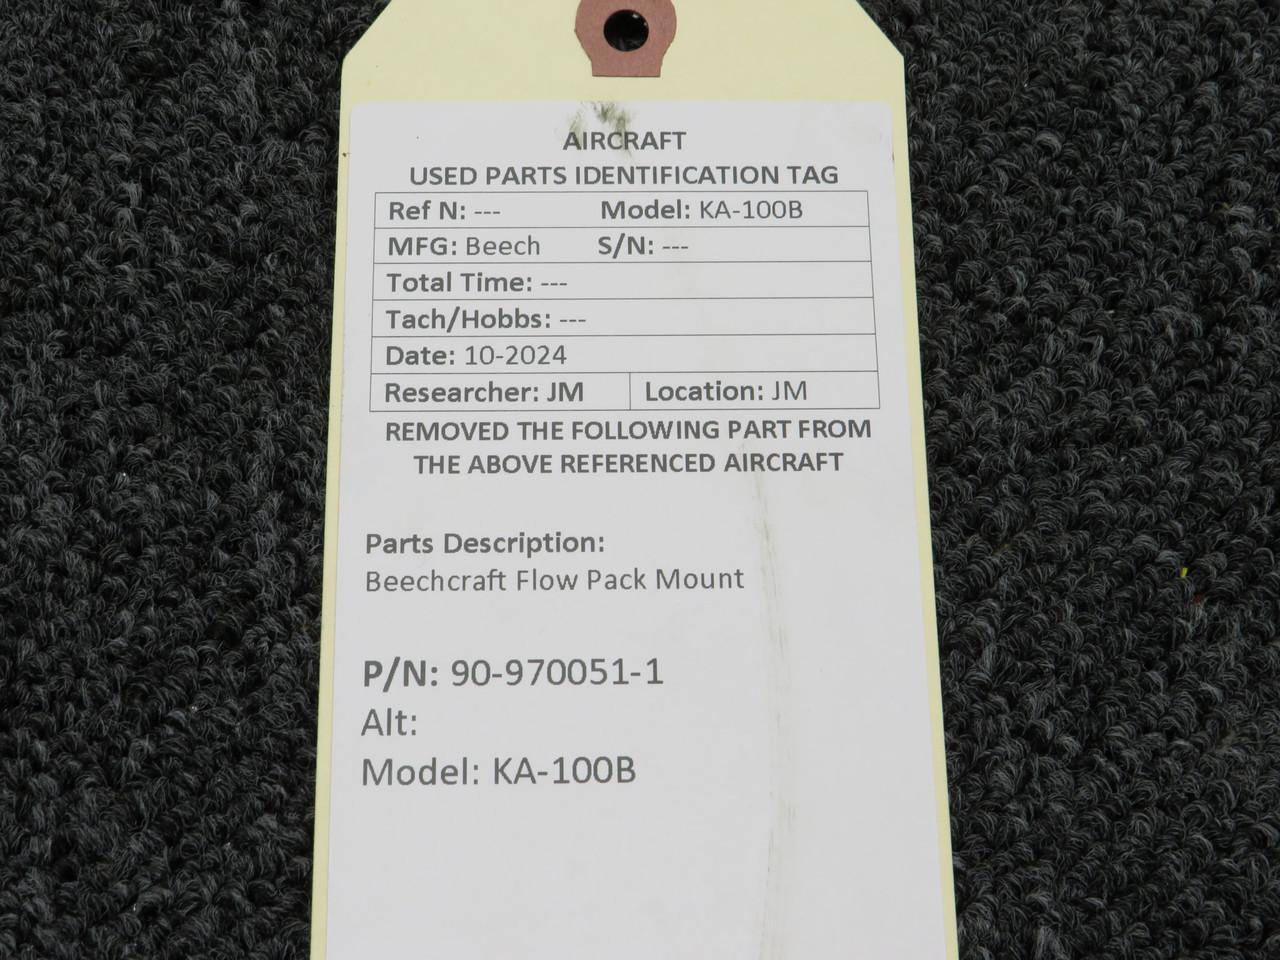 AIRCRAFT
USED PARTS IDENTIFICATION TAG
Ref N: --- Model: KA-100B
MFG: Beech S/N: ---
Total Time: ---
Tach/Hobbs: ---
Date: 10-2024
Researcher: JM Location: JM
REMOVED THE FOLLOWING PART FROM
THE ABOVE REFERENCED AIRCRAFT
Parts Description:
Beechcraft Flow Pack Mount
P/N: 90-970051-1
Alt:
Model: KA-100B